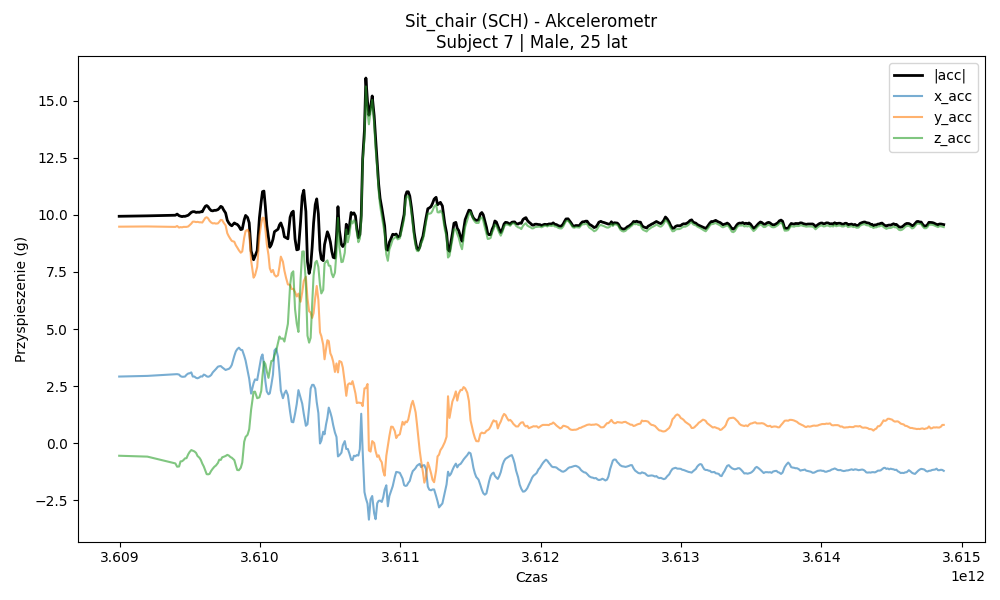 Sit_chair (SCH) - Akcelerometr
Subject 7 | Male, 25 lat
Przyspieszenie (g)
15.0
12.5
10.0
7.5
5.0
2.5
0.0
−2.5
|acc|
x_acc
y_acc
z_acc
3.609
3.610
3.611
3.612
3.613
3.614
3.615
1e12
Czas